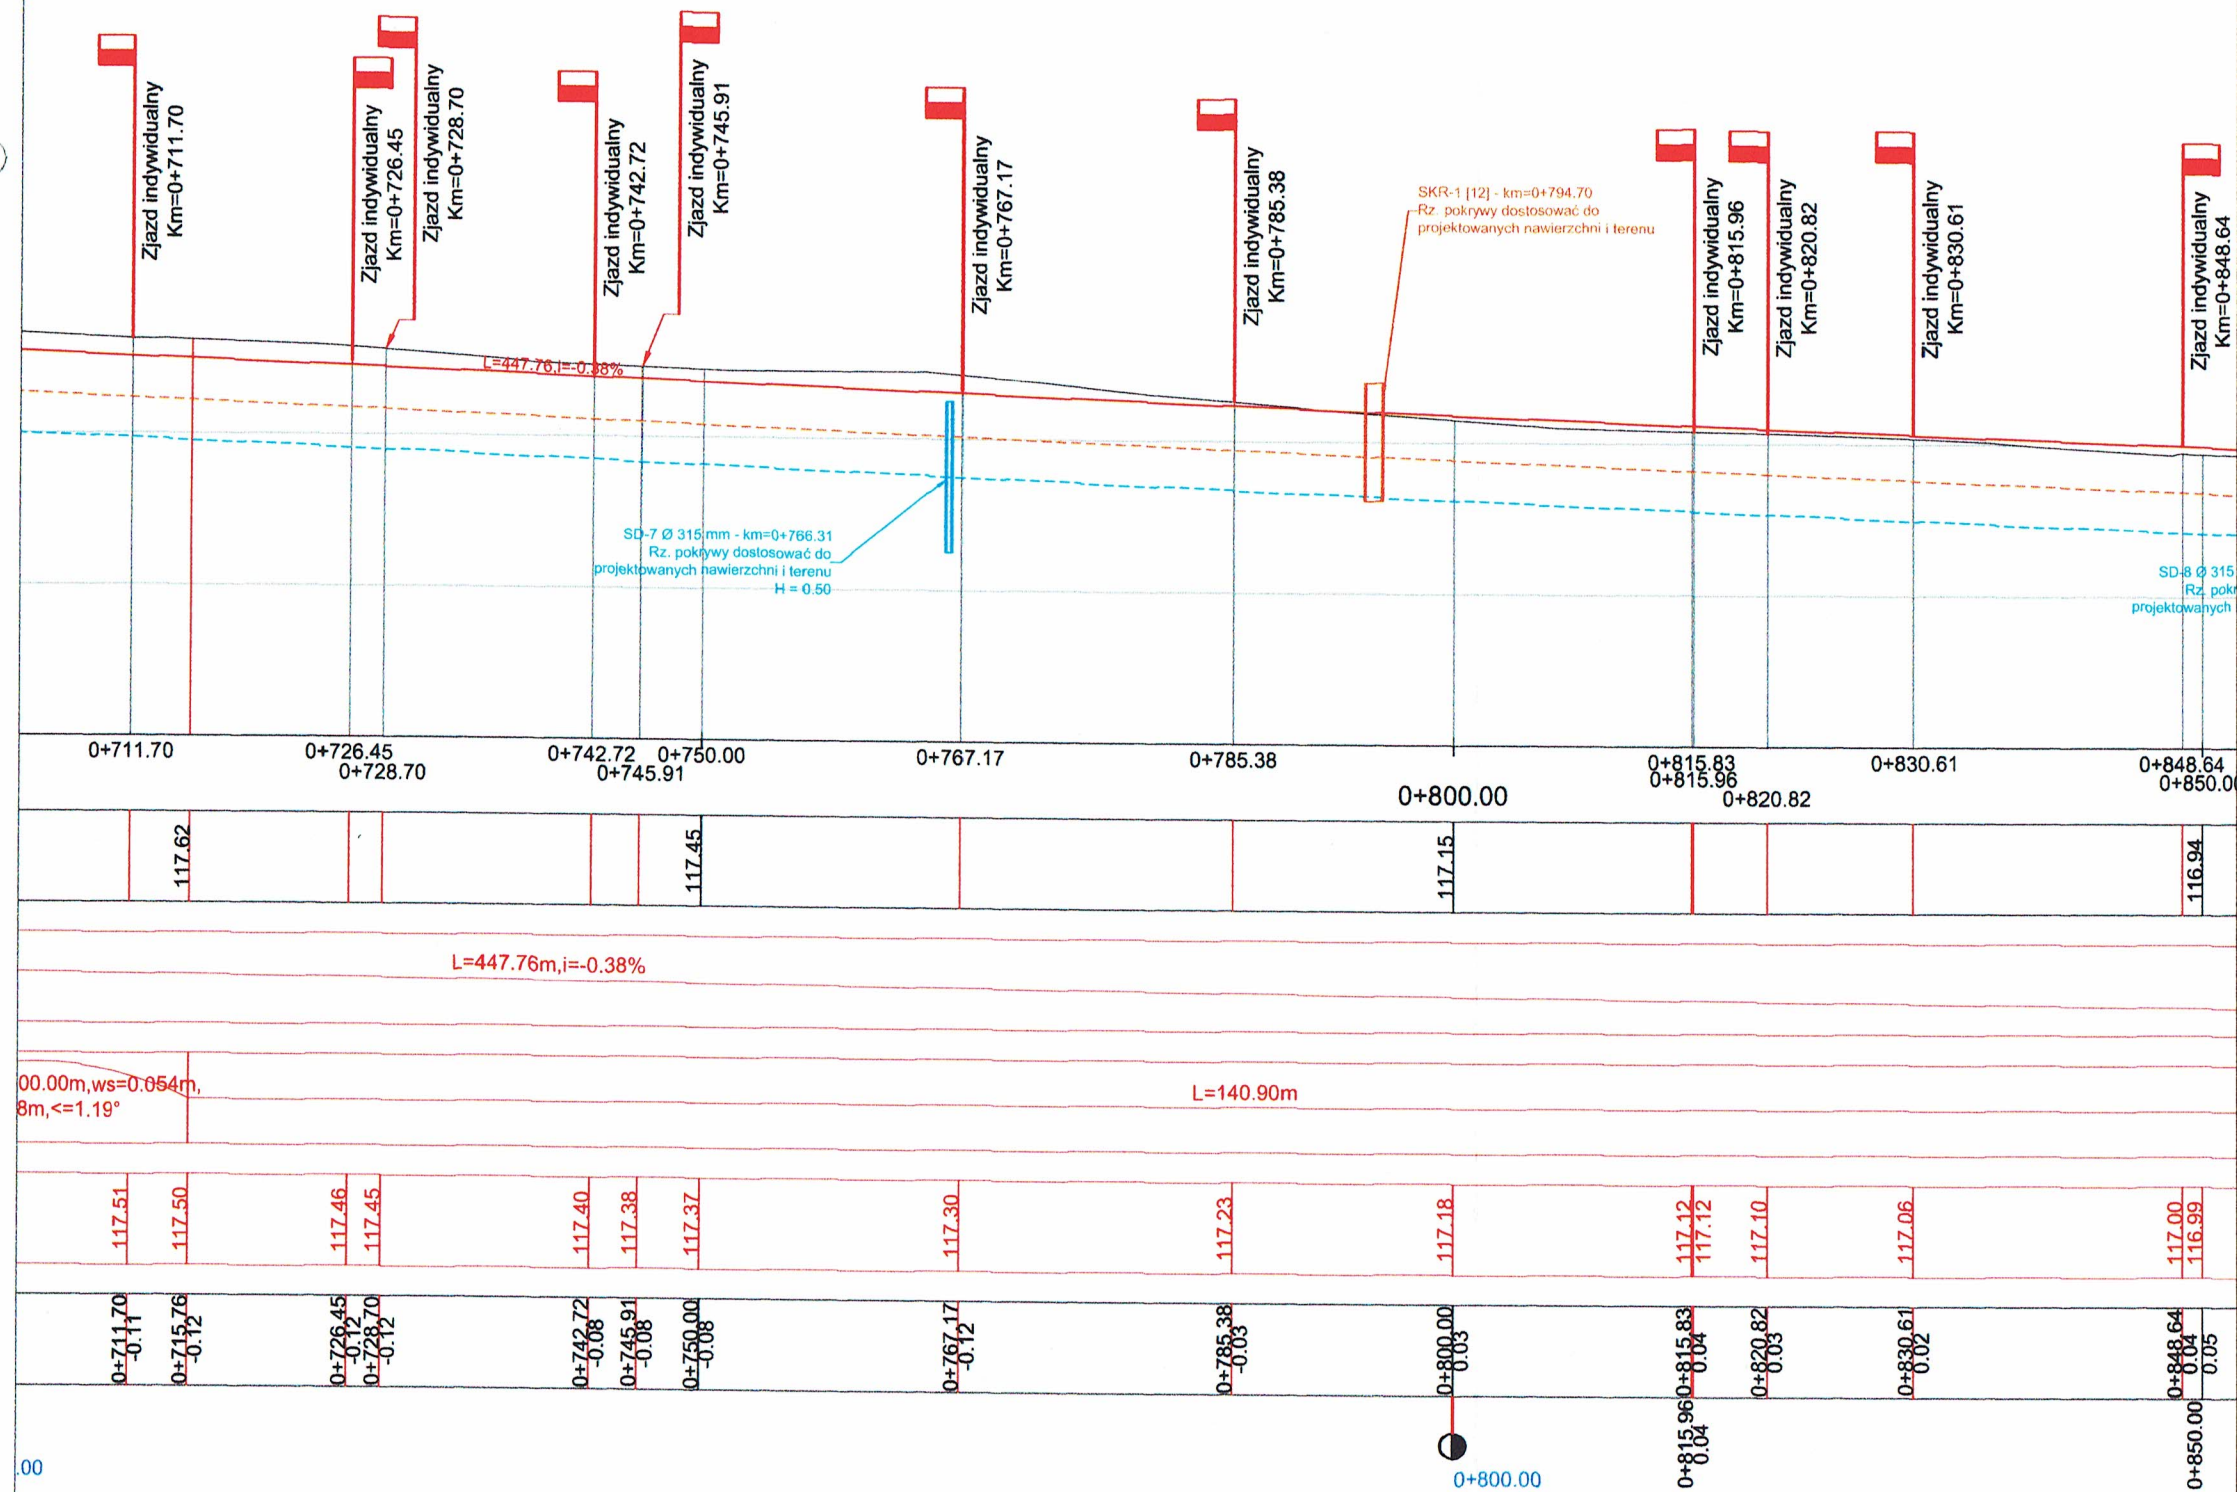 Zjazd indywidualny
Km=0+711.70
Zjazd indywidualny
Km=0+726.45
Zjazd indywidualny
Km=0+728.70
Zjazd indywidualny
Km=0+742.72
Zjazd indywidualny
Km=0+745.91
Zjazd indywidualny
Km=0+767.17
Zjazd indywidualny
Km=0+785.38
SKR-1 [12] - km=0+794.70
Rz. pokrywy dostosować do
projektowanych nawierzchni i terenu
Zjazd indywidualny
Km=0+815.96
Zjazd indywidualny
Km=0+820.82
Zjazd indywidualny
Km=0+830.61
Zjazd indywidualny
Km=0+848.64
L=447.76,i=-0.38%
SD-7 Ø 315 mm - km=0+766.31
Rz. pokrywy dostosować do
projektowanych nawierzchni i terenu
H = 0.50
SD-8 Ø 315
Rz. pok
projektowanych
0+711.70
0+726.45
0+728.70
0+742.72
0+745.91
0+750.00
0+767.17
0+785.38
0+800.00
0+815.83
0+815.96
0+820.82
0+830.61
0+848.64
0+850.0
117.62
117.45
117.15
116.94
L=447.76m,i=-0.38%
00.00m,ws=0.054m,
8m,<=1.19°
L=140.90m
117.51
117.50
117.46
117.45
117.40
117.38
117.37
117.30
117.23
117.18
117.12
117.12
117.10
117.06
117.00
116.99
0+711.70
-0.11
0+715.76
-0.12
0+726.45
-0.12
0+728.70
-0.12
0+742.72
-0.08
0+745.91
-0.08
0+750.00
-0.08
0+767.17
-0.12
0+785.38
-0.03
0+800.00
0.03
0+815.83
0.04
0+815.96
0.04
0+820.82
0.03
0+830.61
0.02
0+848.64
0.04
0+850.00
0.05
.00
0+800.00